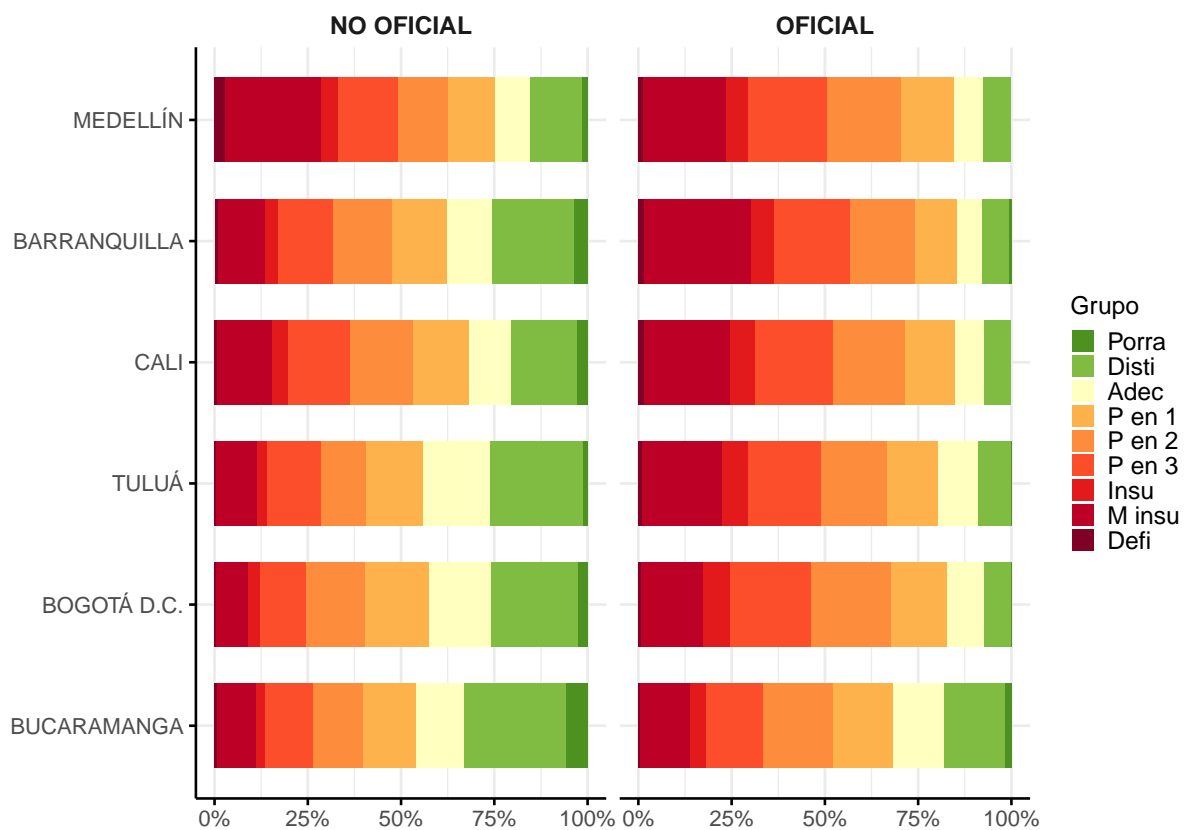 NO OFICIAL
OFICIAL
MEDELLÍN
BARRANQUILLA
CALI
TULUÁ
BOGOTÁ D.C.
BUCARAMANGA
0%
25%
50%
75%
100%
0%
25%
50%
75%
100%
Grupo
Porra
Disti
Adec
P en 1
P en 2
P en 3
Insu
M insu
Defi